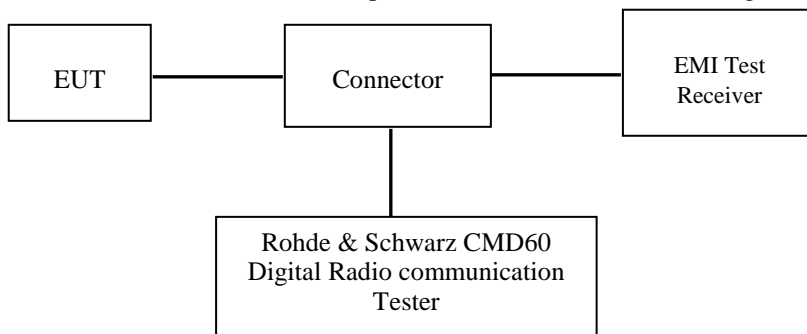 EUT
Connector
EMI Test
Receiver
Rohde & Schwarz CMD60
Digital Radio communication
Tester